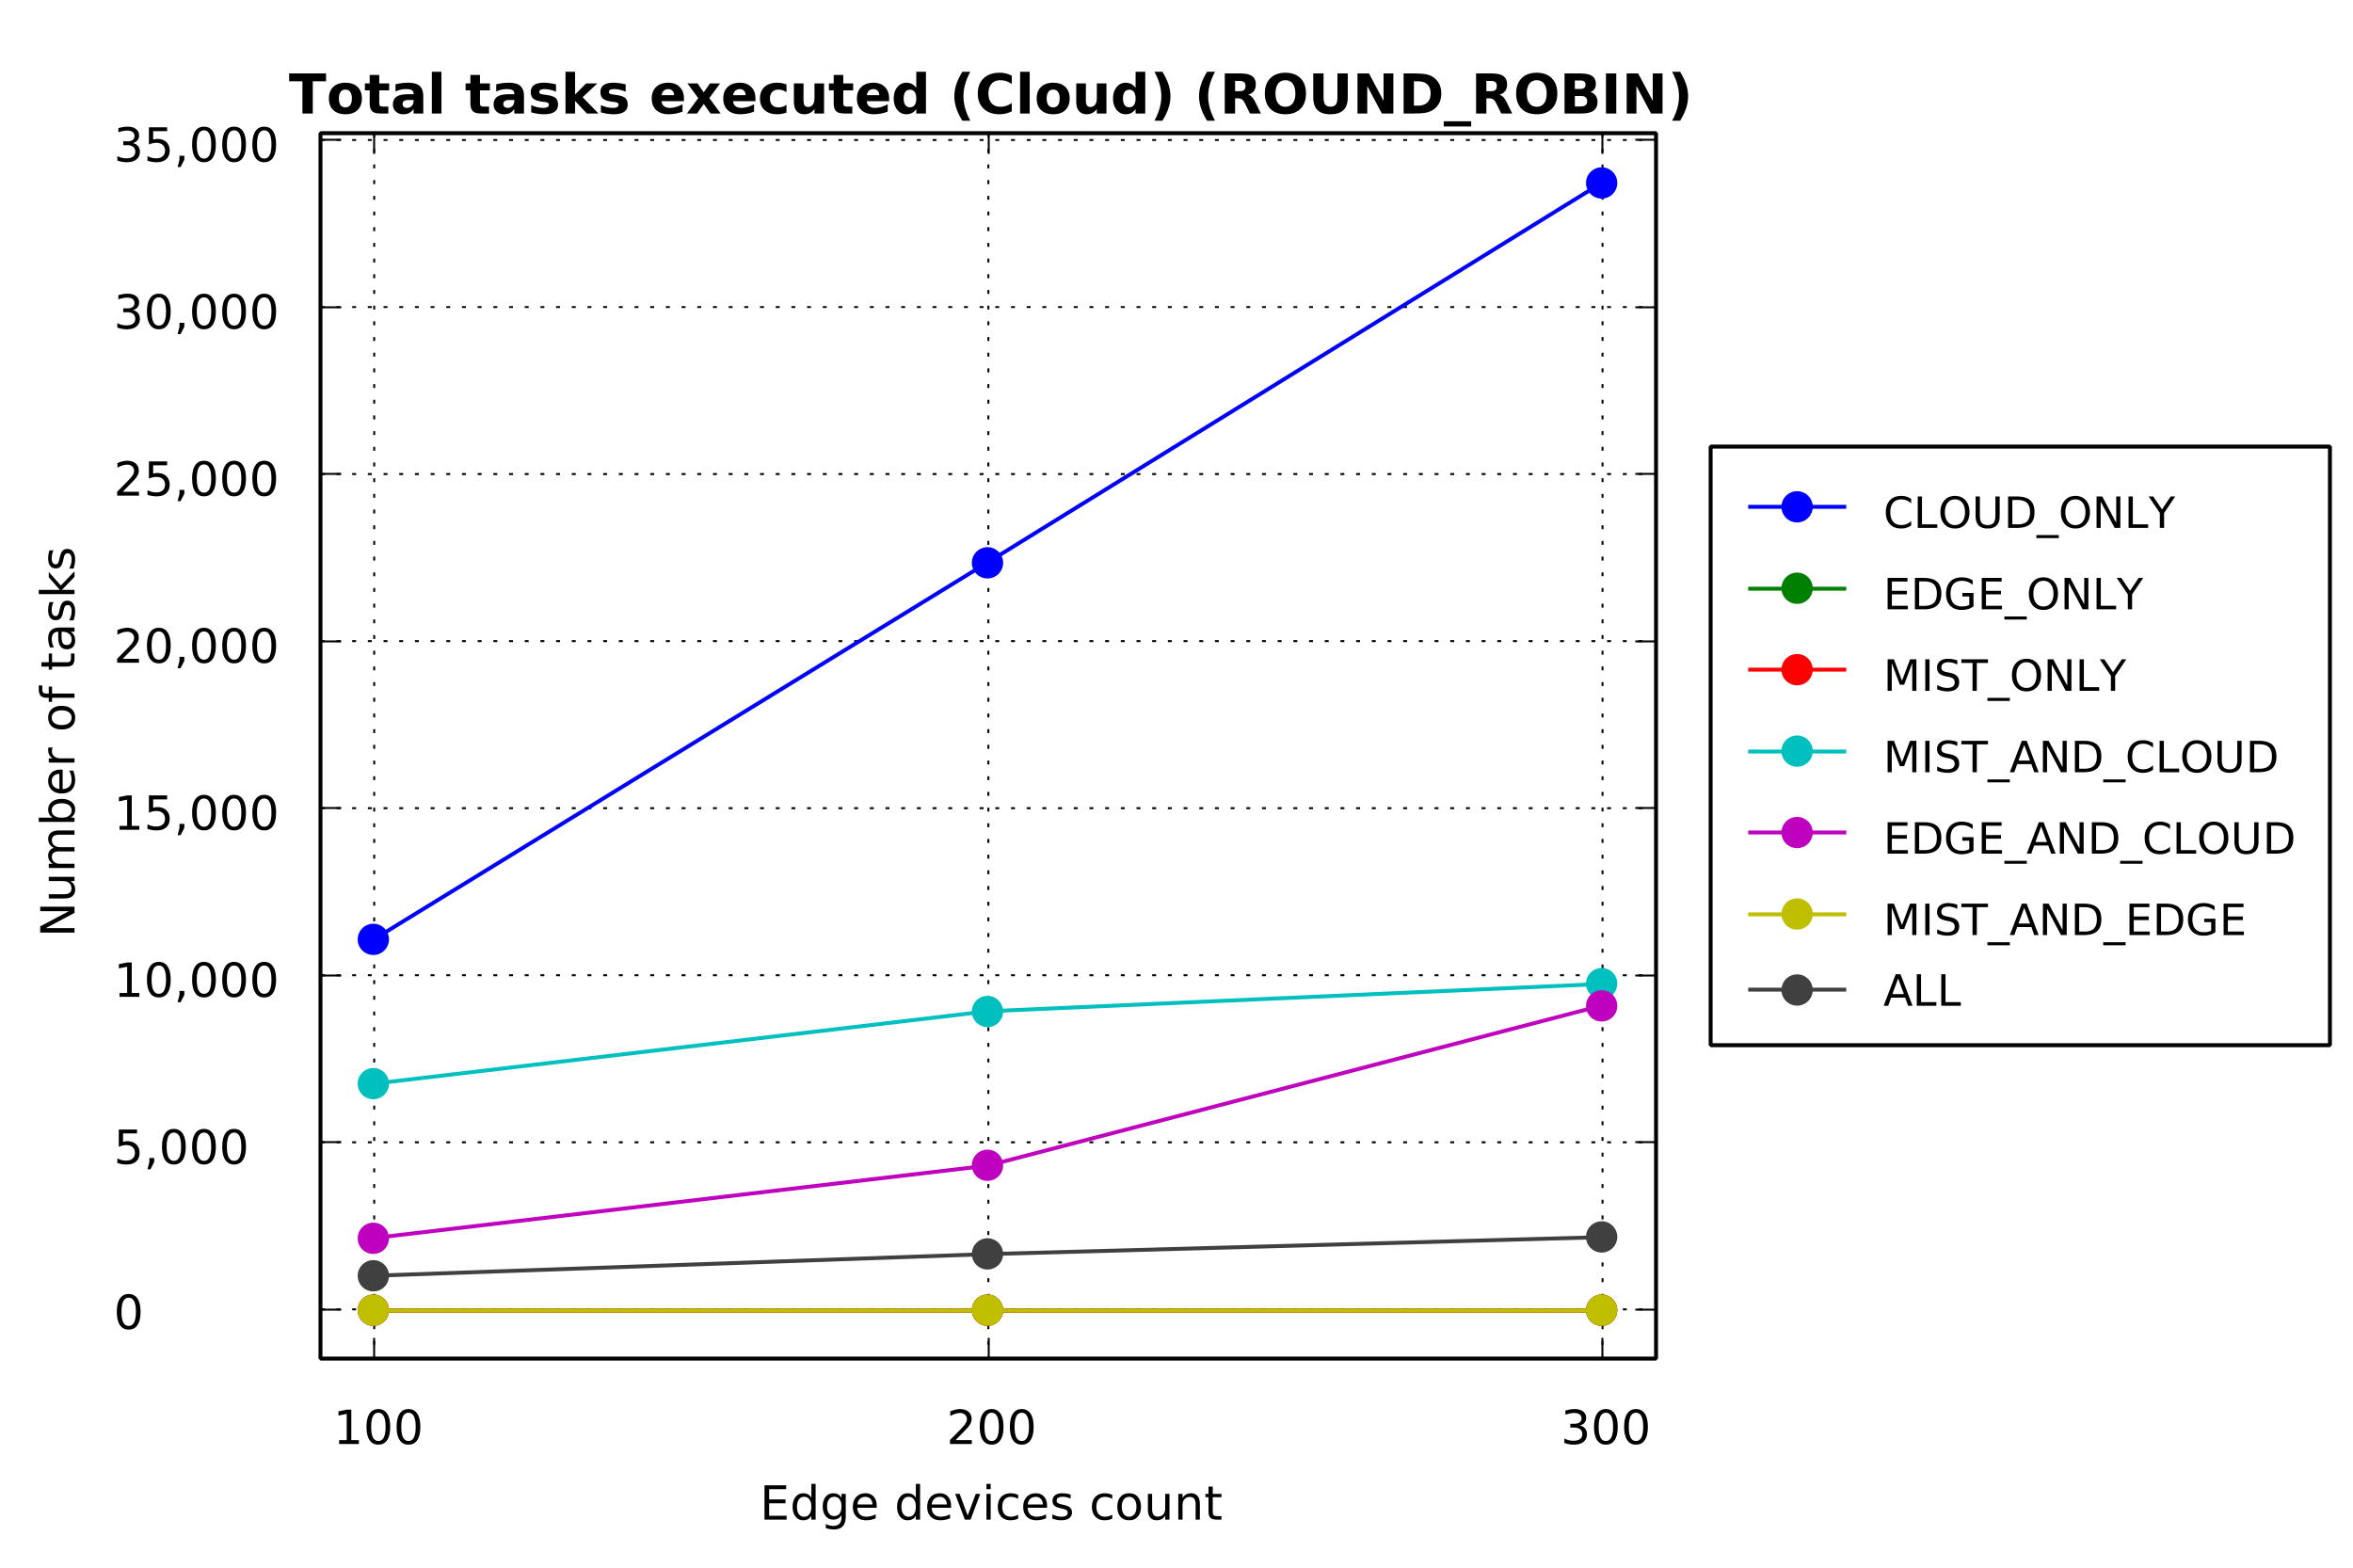 Total tasks executed (Cloud) (ROUND_ROBIN)
35,000
30,000
25,000
20,000
15,000
10,000
5,000
0
Number of tasks
100
200
300
Edge devices count
CLOUD_ONLY
EDGE_ONLY
MIST_ONLY
MIST_AND_CLOUD
EDGE_AND_CLOUD
MIST_AND_EDGE
ALL